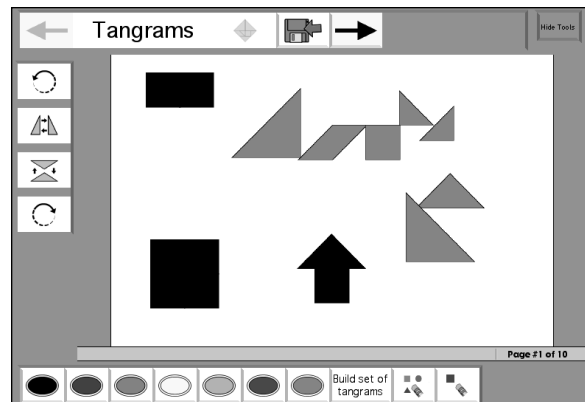 Tangrams
Hide Tools
Page #1 of 10
Build set of
tangrams